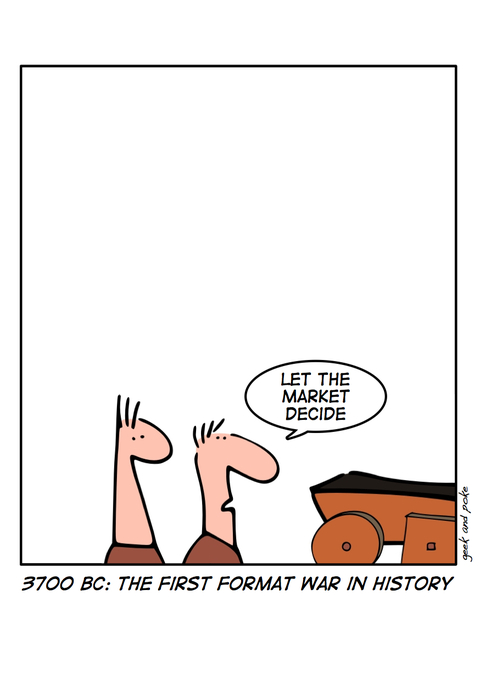 LET THE
MARKET
DECIDE
geek and poke
3700 BC: THE FIRST FORMAT WAR IN HISTORY